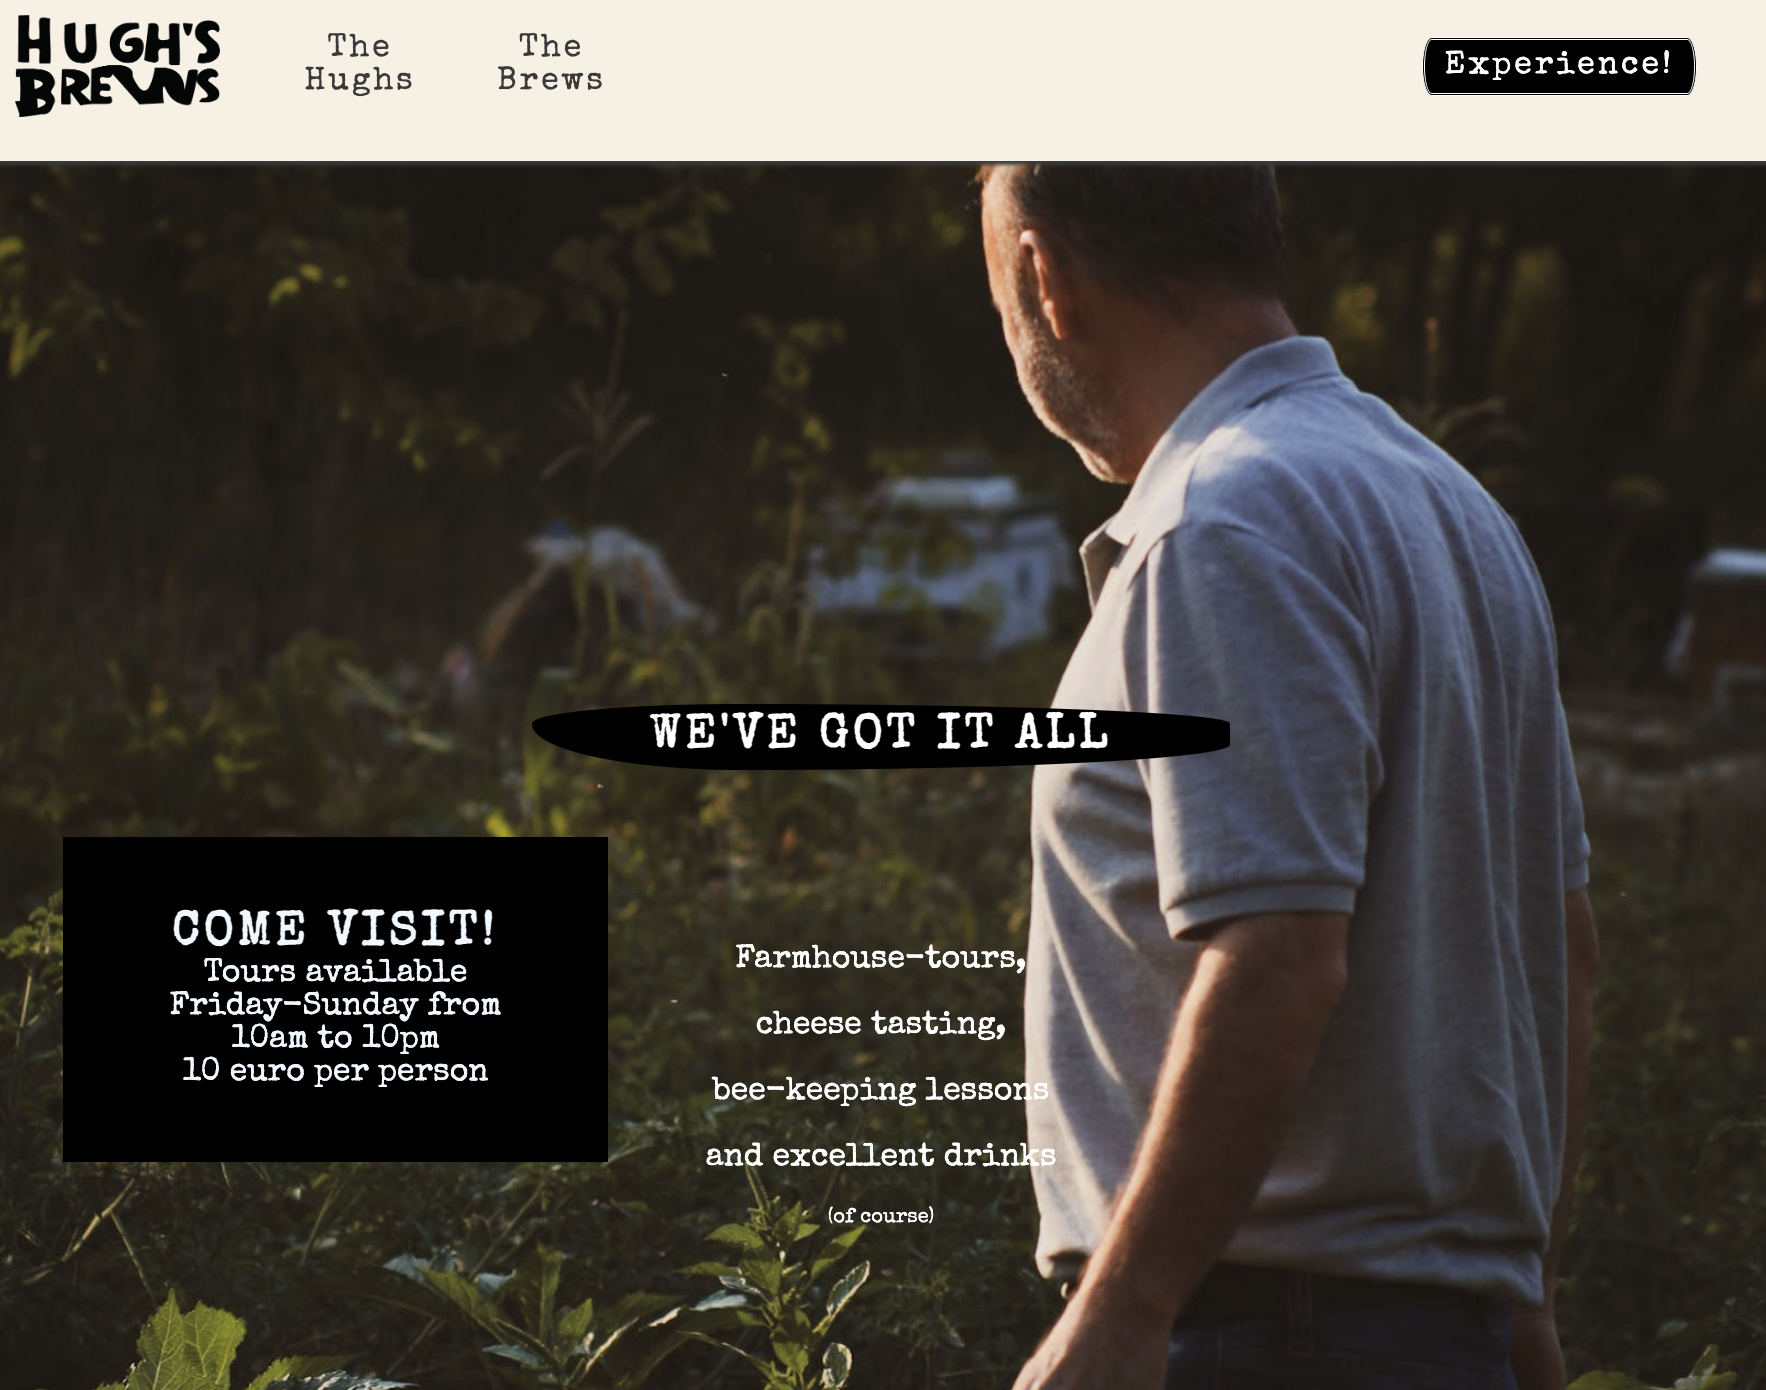 HUGH'S
BREWS
The
Hughs
The
Brews
Experience!
WE'VE GOT IT ALL
COME VISIT!
Tours available
Friday-Sunday from
10am to 10pm
10 euro per person
Farmhouse-tours,
cheese tasting,
bee-keeping lessons
and excellent drinks
(of course)